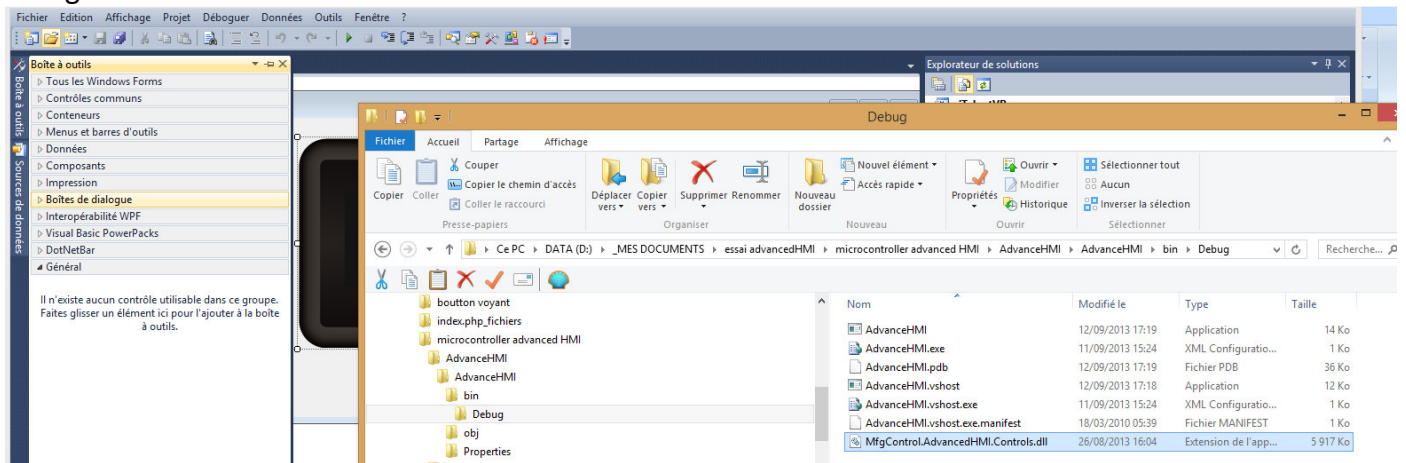 Fichier Edition Affichage Projet Déboguer Données Outils Fenêtre ?
Boîte à outils
Explorateur de solutions
Boîte à outils
Sources de données
Tous les Windows Forms
Contrôles communs
Conteneurs
Menus et barres d'outils
Données
Composants
Impression
Boîtes de dialogue
Interopérabilité WPF
Visual Basic PowerPacks
DotNetBar
Général
Il n'existe aucun contrôle utilisable dans ce groupe.
Faites glisser un élément ici pour l'ajouter à la boîte
à outils.
Debug
Fichier Accueil Partage Affichage
Copier Coller
Couper
Copier le chemin d'accès
Coller le raccourci
Presse-papiers
Déplacer vers
Copier vers
Supprimer Renommer
Organiser
Nouveau dossier
Nouvel élément
Accès rapide
Nouveau
Propriétés
Ouvrir
Modifier
Historique
Ouvrir
Sélectionner tout
Aucun
Inverser la sélection
Sélectionner
Ce PC DATA (D:) _MES DOCUMENTS essai advancedHMI microcontroller advanced HMI AdvanceHMI AdvanceHMI bin Debug
Recherche...
boutton voyant
index.php_fichiers
microcontroller advanced HMI
AdvanceHMI
AdvanceHMI
bin
Debug
obj
Properties
Nom Modifié le Type Taille
AdvanceHMI 12/09/2013 17:19 Application 14 Ko
AdvanceHMI.exe 11/09/2013 15:24 XML Configuratio... 1 Ko
AdvanceHMI.pdb 12/09/2013 17:19 Fichier PDB 36 Ko
AdvanceHMI.vshost 12/09/2013 17:18 Application 12 Ko
AdvanceHMI.vshost.exe 11/09/2013 15:24 XML Configuratio... 1 Ko
AdvanceHMI.vshost.exe.manifest 18/03/2010 05:39 Fichier MANIFEST 1 Ko
MfgControl.AdvancedHMI.Controls.dll 26/08/2013 16:04 Extension de l'app... 5 917 Ko